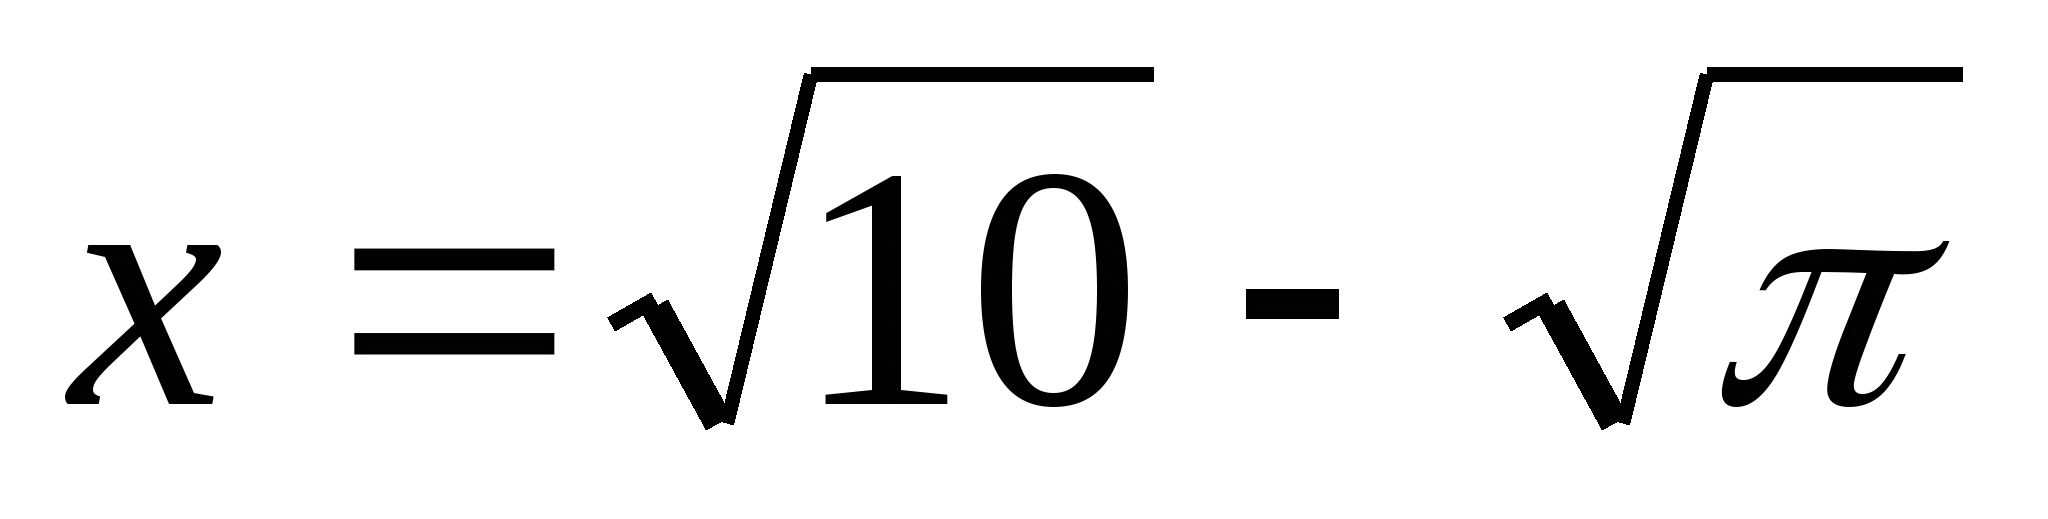 x = √10 - √π